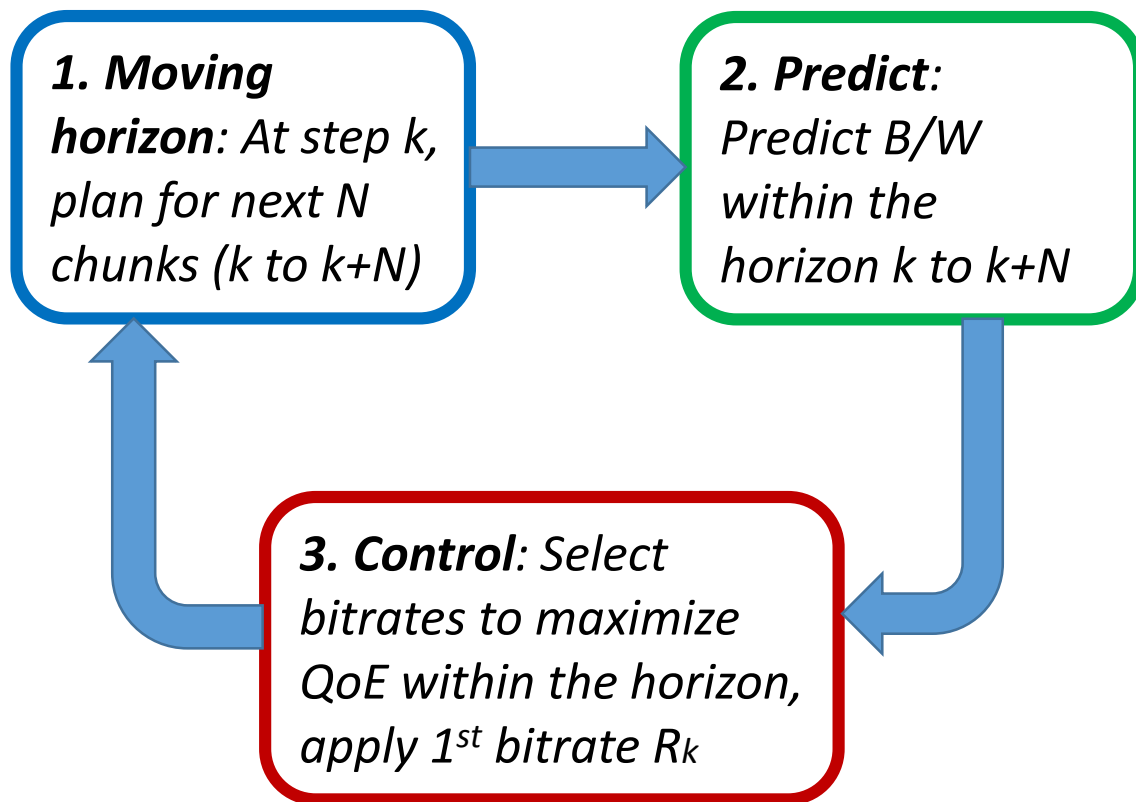 1. Moving
horizon: At step k,
plan for next N
chunks (k to k+N)
2. Predict:
Predict B/W
within the
horizon k to k+N
3. Control: Select
bitrates to maximize
QoE within the horizon,
apply 1st bitrate Rk